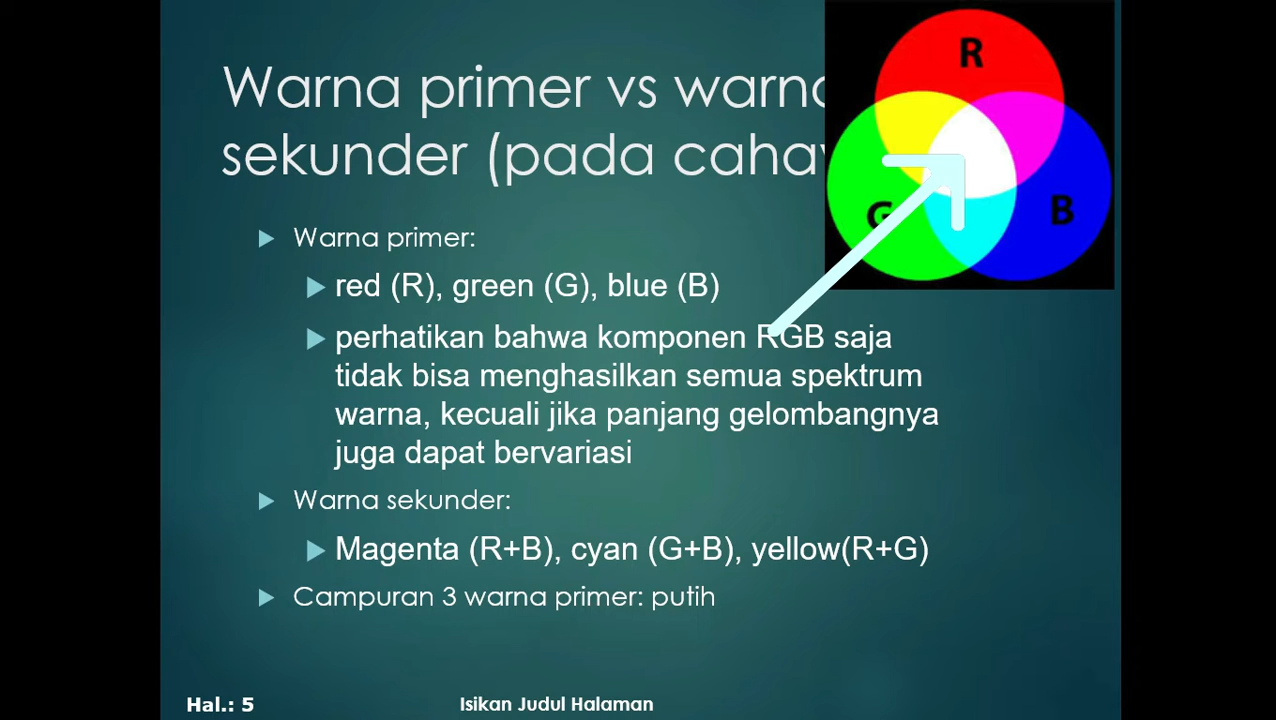 Warna primer vs warna
sekunder (pada
R
G
B
Warna primer:
red (R), green (G), blue (B)
perhatikan bahwa komponen RGB saja
tidak bisa menghasilkan semua spektrum
warna, kecuali jika panjang gelombangnya
juga dapat bervariasi
Warna sekunder:
Magenta (R+B), cyan (G+B), yellow(R+G)
Campuran 3 warna primer: putih
Hal.: 5
Isikan Judul Halaman